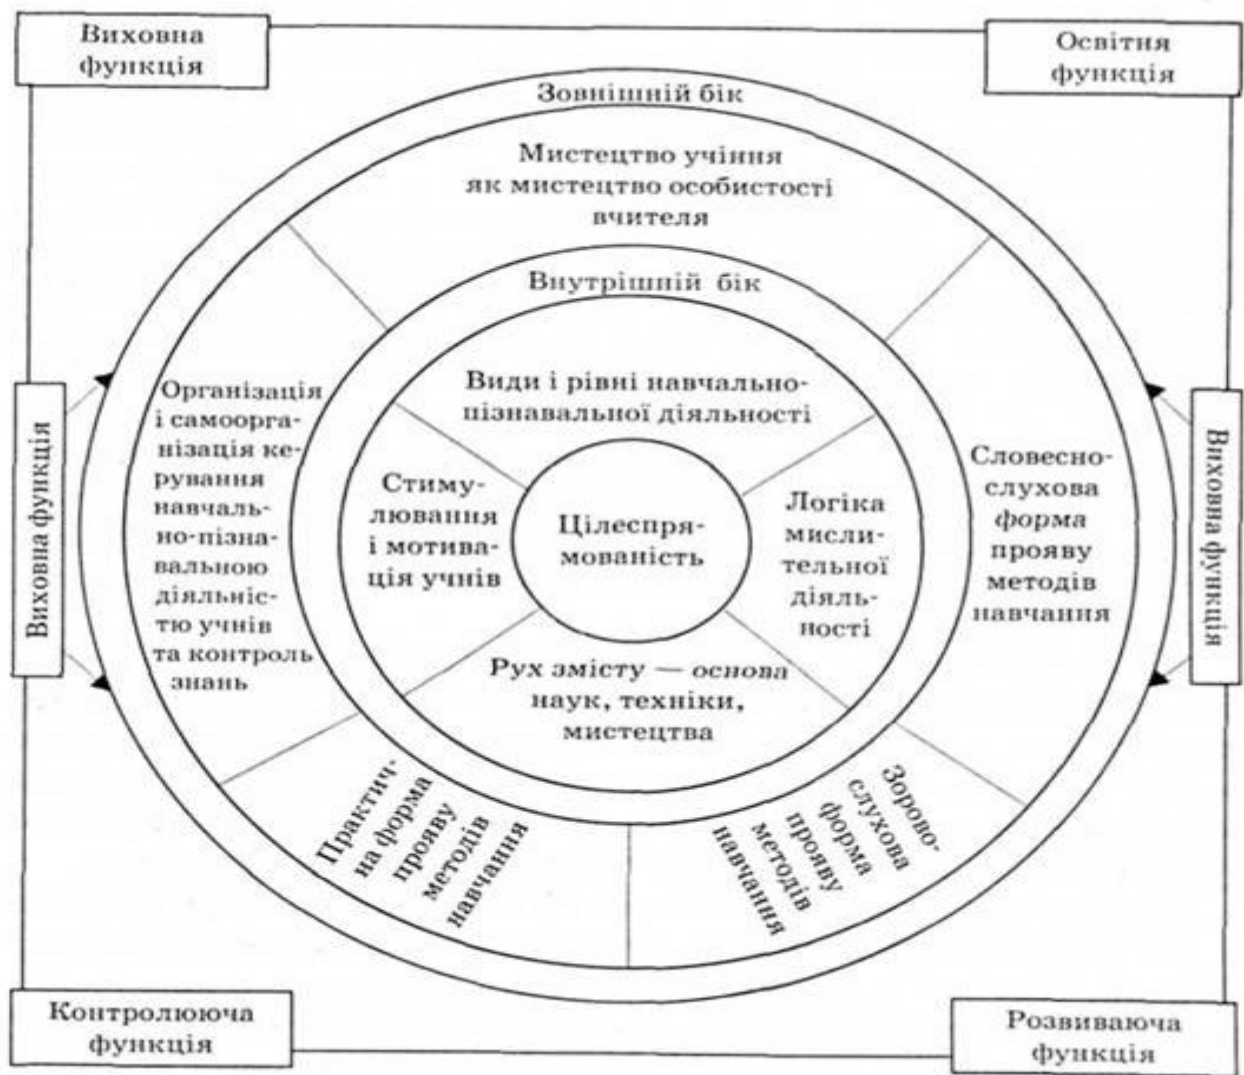 Виховна
функція
Освітня
функція
Зовнішній бік
Мистецтво учіння
як мистецтво особистості
вчителя
Внутрішній бік
Види і рівні навчально-
пізнавальної діяльності
Виховна функція
Організація
і самоорга-
нізація ке-
рування
навчаль-
но-пізна-
вальною
діяльніс-
тю учнів
та контроль
знань
Стиму-
лювання
і мотива-
ція учнів
Цілеспря-
мованість
Логіка
мисли-
тельної
діяль-
ності
Словесно-
слухова
форма
прояву
методів
навчання
Виховна функція
Рух змісту — основа
наук, техніки,
мистецтва
Практич-
на форма
прояву
методів
навчання
Зорово-
слухова
форма
прояву
методів
навчання
Контролююча
функція
Розвиваюча
функція